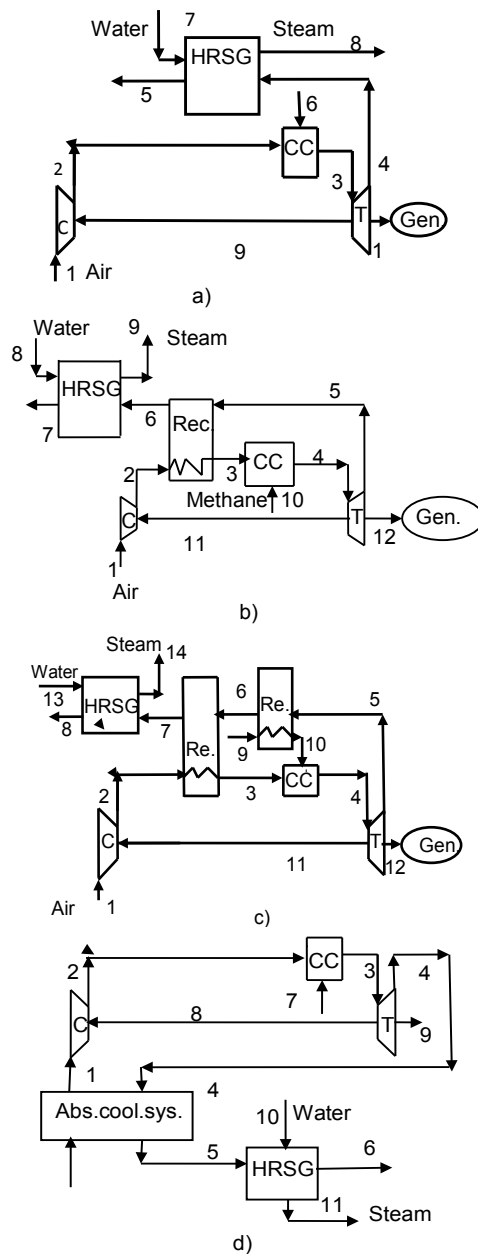 7
Water
Steam
8
HRSG
5
6
2
CC
3
4
C
T
Gen
1
9
1
Air
a)
Water
9
Steam
8
HRSG
5
7
6
Rec.
2
3
CC
4
Methane
10
C
T
Gen.
11
12
1
Air
b)
Steam
14
Water
13
HRSG
8
7
6
Re.
5
9
10
Re.
2
3
CC
4
C
T
Gen.
11
12
Air
1
c)
2
CC
3
4
7
C
8
T
9
1
4
Abs.cool.sys.
10
Water
5
HRSG
6
11
Steam
d)